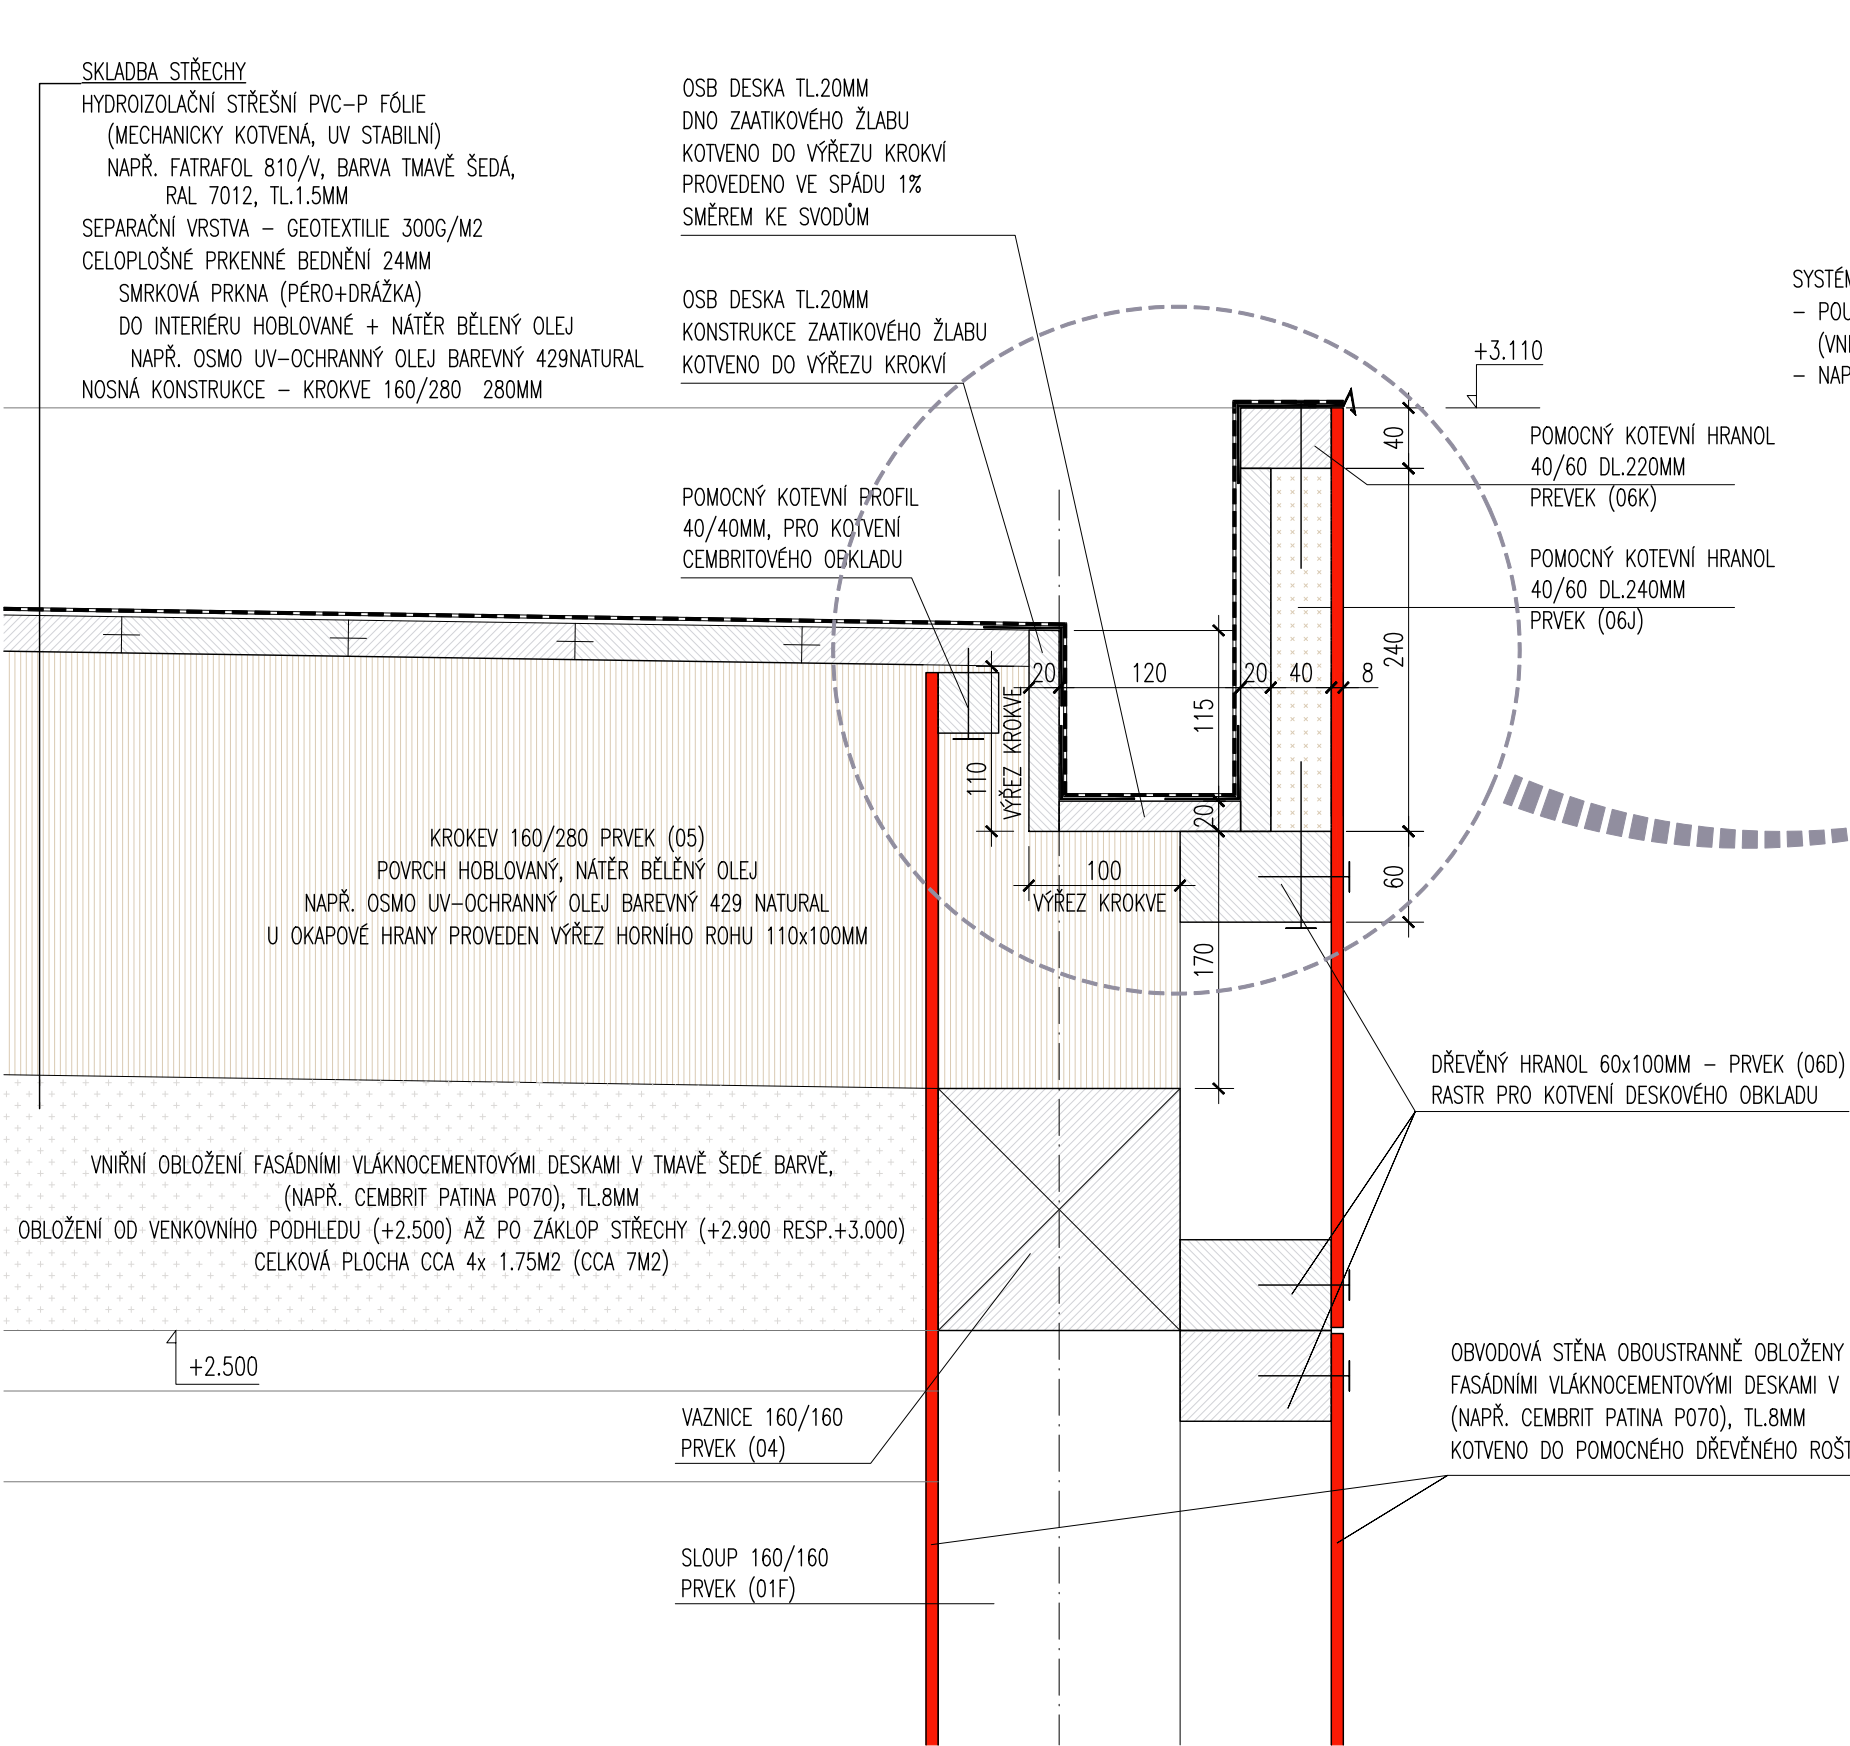 SKLADBA STŘECHY
HYDROIZOLAČNÍ STŘEŠNÍ PVC-P FÓLIE
(MECHANICKY KOTVENÁ, UV STABILNÍ)
NAPŘ. FATRAFOL 810/V, BARVA TMAVĚ ŠEDÁ,
RAL 7012, TL.1.5MM
SEPARAČNÍ VRSTVA - GEOTEXTILIE 300G/M2
CELOPLOŠNÉ PRKENNÉ BEDNĚNÍ 24MM
SMRKOVÁ PRKNA (PÉRO+DRÁŽKA)
DO INTERIÉRU HOBLOVANÉ + NÁTĚR BĚLENÝ OLEJ
NAPŘ. OSMO UV-OCHRANNÝ OLEJ BAREVNÝ 429NATURAL
NOSNÁ KONSTRUKCE - KROKVE 160/280 280MM
OSB DESKA TL.20MM
DNO ZAATIKOVÉHO ŽLABU
KOTVENO DO VÝŘEZU KROKVÍ
PROVEDENO VE SPÁDU 1%
SMĚREM KE SVODŮM
OSB DESKA TL.20MM
KONSTRUKCE ZAATIKOVÉHO ŽLABU
KOTVENO DO VÝŘEZU KROKVÍ
POMOCNÝ KOTEVNÍ PROFIL
40/40MM, PRO KOTVENÍ
CEMBRITOVÉHO OBKLADU
SYSTÉM
- POU
(VNI
- NAP
+3.110
POMOCNÝ KOTEVNÍ HRANOL
40/60 DL.220MM
PREVEK (06K)
POMOCNÝ KOTEVNÍ HRANOL
40/60 DL.240MM
PRVEK (06J)
40
240
60
20
120
20
40
8
115
20
110
VÝŘEZ KROKVE
100
VÝŘEZ KROKVE
170
KROKEV 160/280 PRVEK (05)
POVRCH HOBLOVANÝ, NÁTĚR BĚLĚNÝ OLEJ
NAPŘ. OSMO UV-OCHRANNÝ OLEJ BAREVNÝ 429 NATURAL
U OKAPOVÉ HRANY PROVEDEN VÝŘEZ HORNÍHO ROHU 110x100MM
DŘEVĚNÝ HRANOL 60x100MM - PRVEK (06D)
RASTR PRO KOTVENÍ DESKOVÉHO OBKLADU
VNIŘNÍ OBLOŽENÍ FASÁDNÍMI VLÁKNOCEMENTOVÝMI DESKAMI V TMAVĚ ŠEDÉ BARVĚ,
(NAPŘ. CEMBRIT PATINA P070), TL.8MM
OBLOŽENÍ OD VENKOVNÍHO PODHLEDU (+2.500) AŽ PO ZÁKLOP STŘECHY (+2.900 RESP.+3.000)
CELKOVÁ PLOCHA CCA 4x 1.75M2 (CCA 7M2)
+2.500
VAZNICE 160/160
PRVEK (04)
OBVODOVÁ STĚNA OBOUSTRANNĚ OBLOŽENY
FASÁDNÍMI VLÁKNOCEMENTOVÝMI DESKAMI V
(NAPŘ. CEMBRIT PATINA P070), TL.8MM
KOTVENO DO POMOCNÉHO DŘEVĚNÉHO ROŠT
SLOUP 160/160
PRVEK (01F)